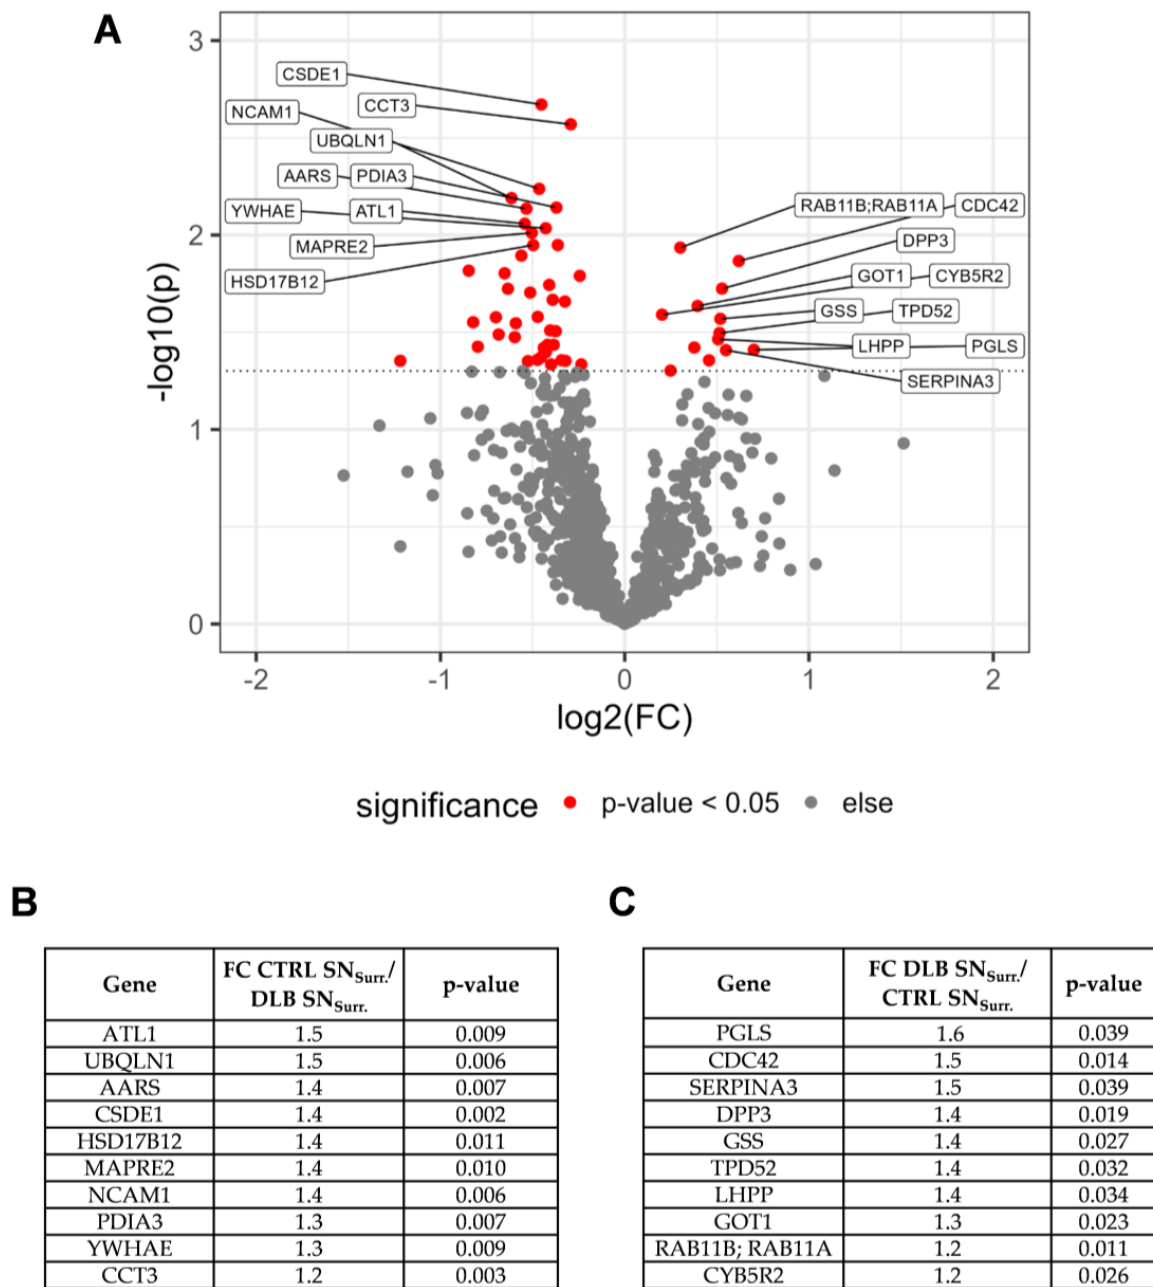 A
3
2
1
0
-log10(p)
CSDE1
CCT3
NCAM1
UBQLN1
AARS PDIA3
YWHAE ATL1
MAPRE2
HSD17B12
RAB11B;RAB11A CDC42
DPP3
GOT1 CYB5R2
GSS TPD52
LHPP PGLS
SERPINA3
-2 -1 0 1 2
log2(FC)
significance p-value < 0.05 else
B
Gene FC CTRL SNSurr./ DLB SNSurr. p-value
ATL1 1.5 0.009
UBQLN1 1.5 0.006
AARS 1.4 0.007
CSDE1 1.4 0.002
HSD17B12 1.4 0.011
MAPRE2 1.4 0.010
NCAM1 1.4 0.006
PDIA3 1.3 0.007
YWHAE 1.3 0.009
CCT3 1.2 0.003
C
Gene FC DLB SNSurr./ CTRL SNSurr. p-value
PGLS 1.6 0.039
CDC42 1.5 0.014
SERPINA3 1.5 0.039
DPP3 1.4 0.019
GSS 1.4 0.027
TPD52 1.4 0.032
LHPP 1.4 0.034
GOT1 1.3 0.023
RAB11B; RAB11A 1.2 0.011
CYB5R2 1.2 0.026